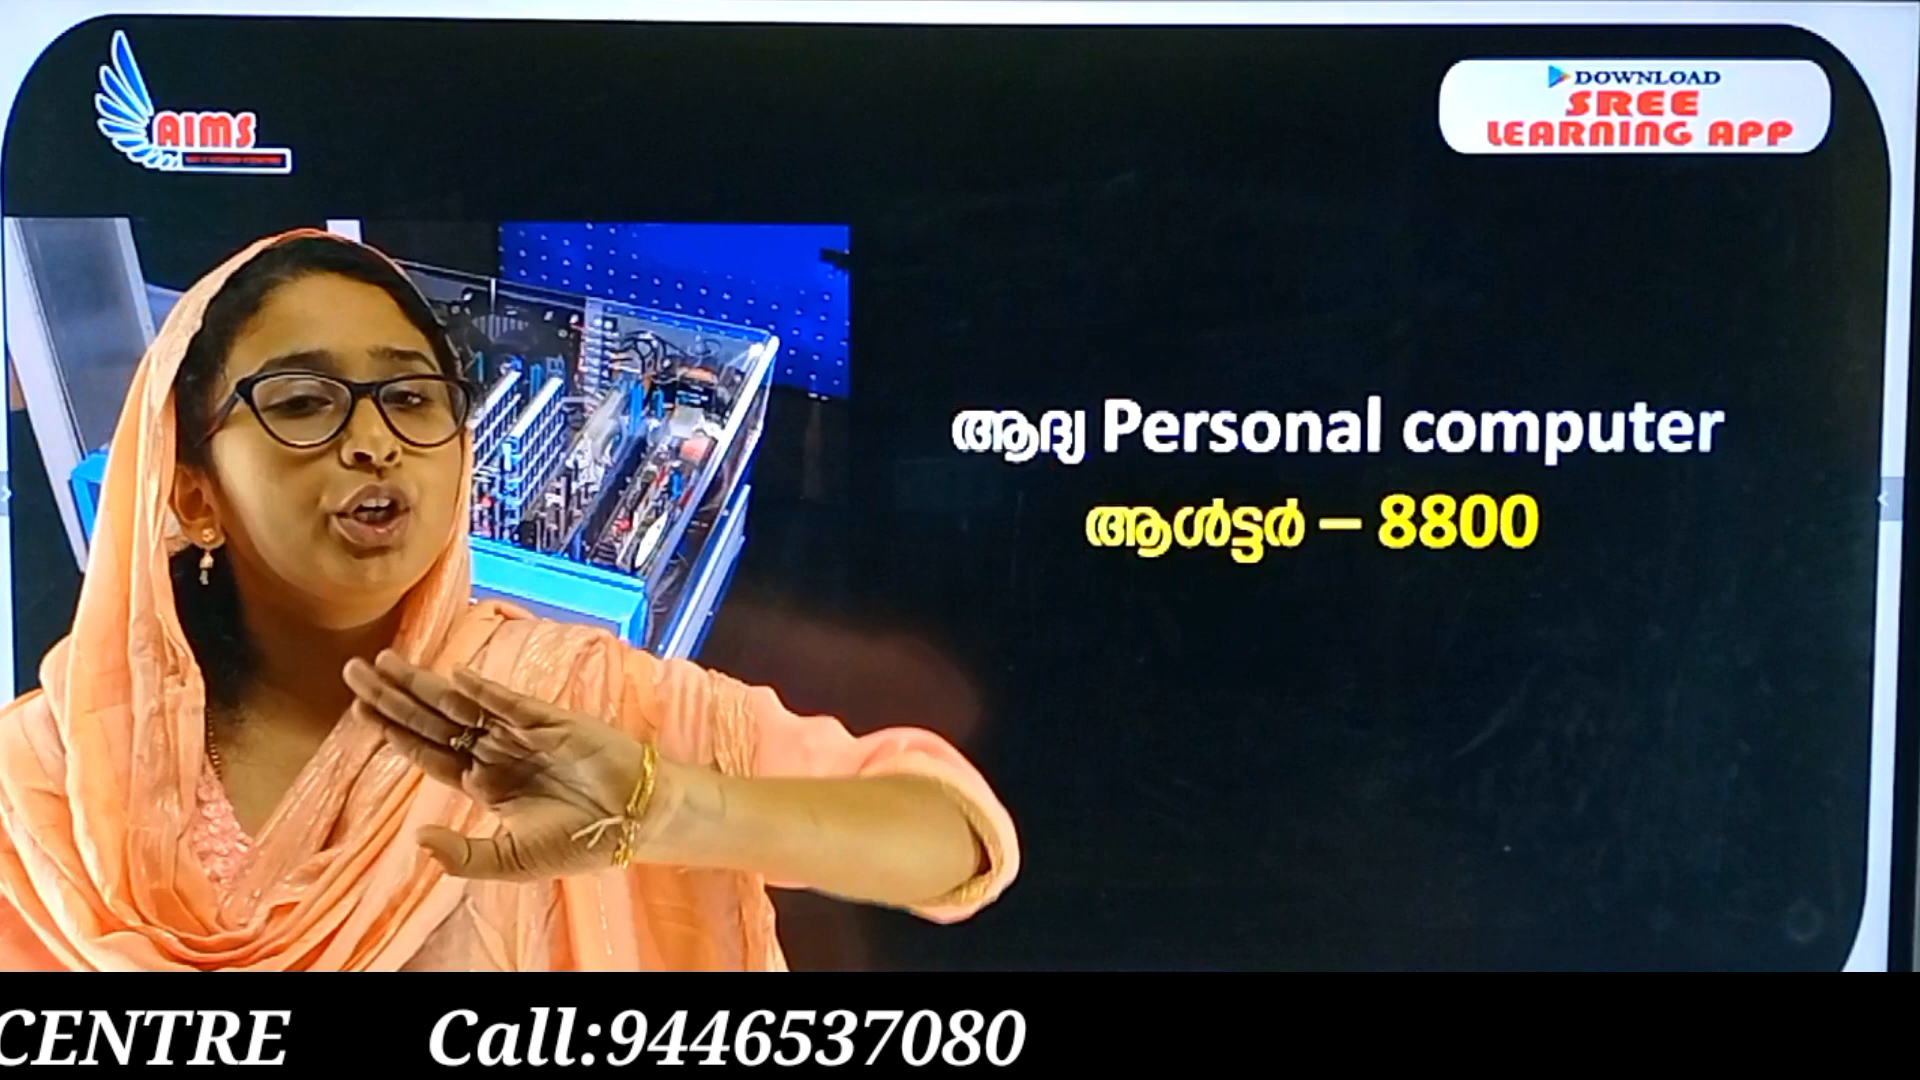 AIMS
DOWNLOAD
SREE
LEARNING APP
ആദ്യ Personal computer
ആൾട്ടർ – 8800
CENTRE Call:9446537080